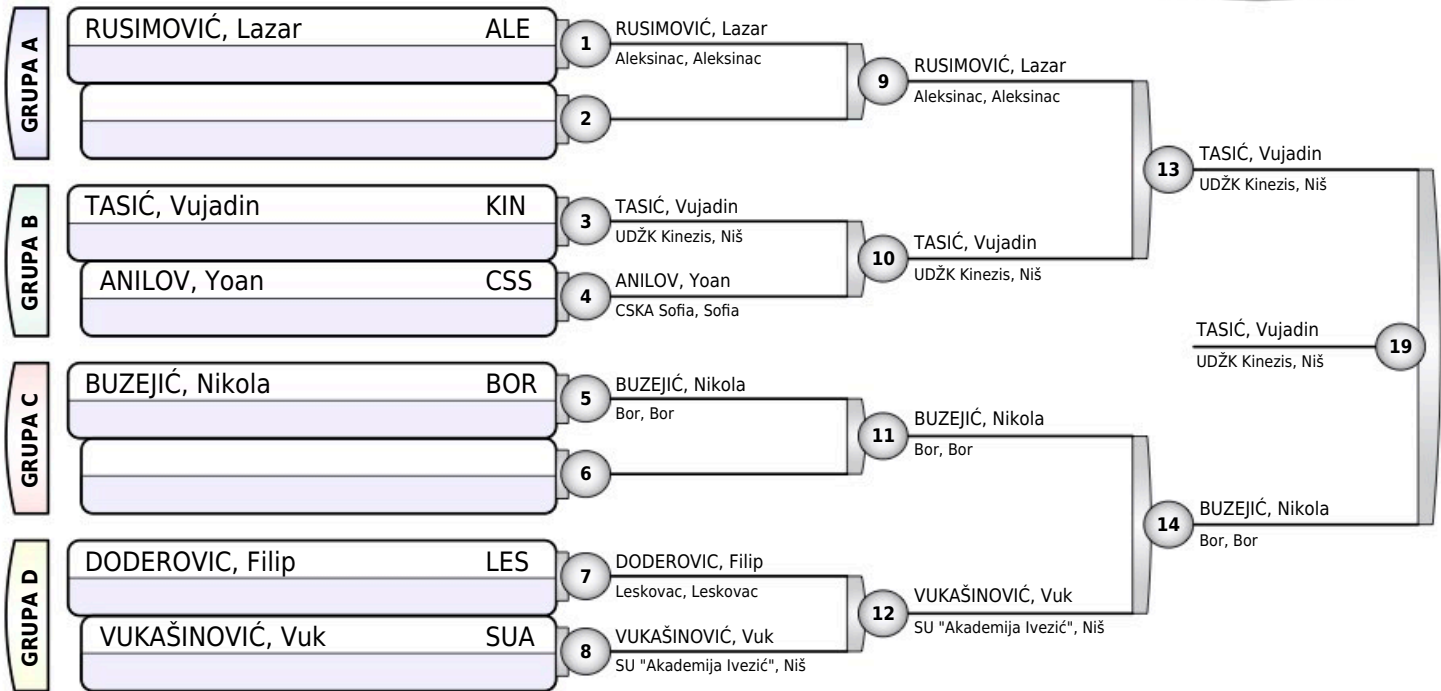 GRUPA A
RUSIMOVIĆ, Lazar ALE
1
RUSIMOVIĆ, Lazar
Aleksinac, Aleksinac
2
9
RUSIMOVIĆ, Lazar
Aleksinac, Aleksinac
GRUPA B
TASIĆ, Vujadin KIN
ANILOV, Yoan CSS
3
TASIĆ, Vujadin
UDŽK Kinezis, Niš
4
ANILOV, Yoan
CSKA Sofia, Sofia
10
TASIĆ, Vujadin
UDŽK Kinezis, Niš
13
TASIĆ, Vujadin
UDŽK Kinezis, Niš
GRUPA C
BUZEJIĆ, Nikola BOR
5
BUZEJIĆ, Nikola
Bor, Bor
6
11
BUZEJIĆ, Nikola
Bor, Bor
GRUPA D
DODEROVIC, Filip LES
VUKAŠINOVIĆ, Vuk SUA
7
DODEROVIC, Filip
Leskovac, Leskovac
8
VUKAŠINOVIĆ, Vuk
SU "Akademija Ivezić", Niš
12
VUKAŠINOVIĆ, Vuk
SU "Akademija Ivezić", Niš
14
BUZEJIĆ, Nikola
Bor, Bor
TASIĆ, Vujadin
UDŽK Kinezis, Niš
19